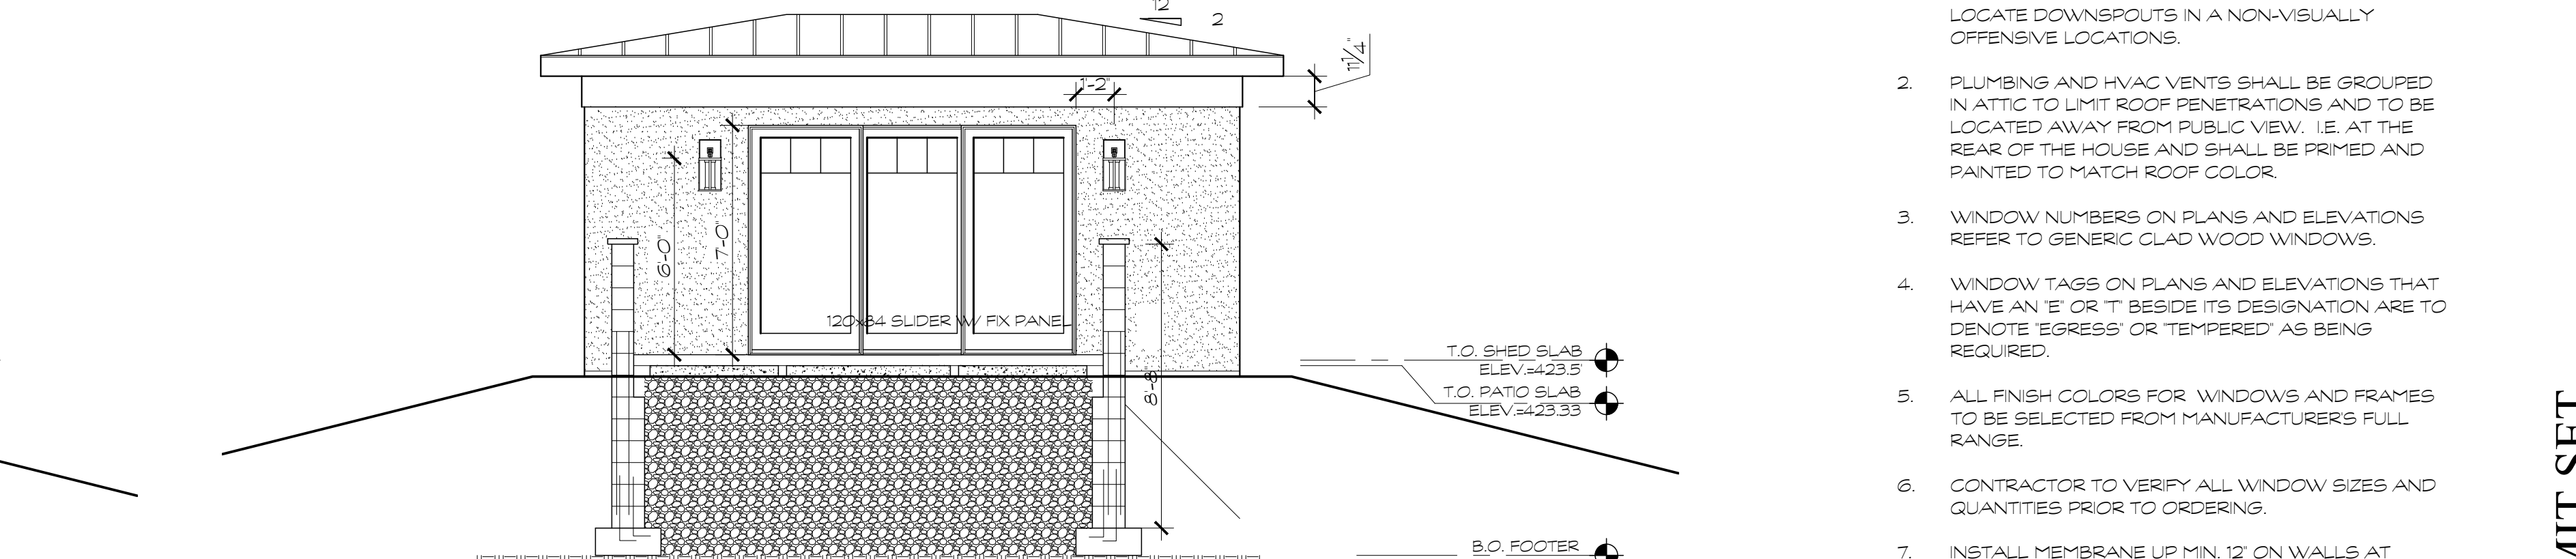 12
2
11 1/4"
1'-2"
6'-0"
7'-0"
120x84 SLIDER W/ FIX PANEL
8'-8"
T.O. SHED SLAB
ELEV.=423.5'
T.O. PATIO SLAB
ELEV.=423.33
B.O. FOOTER
LOCATE DOWNSPOUTS IN A NON-VISUALLY
OFFENSIVE LOCATIONS.
2. PLUMBING AND HVAC VENTS SHALL BE GROUPED
IN ATTIC TO LIMIT ROOF PENETRATIONS AND TO BE
LOCATED AWAY FROM PUBLIC VIEW. I.E. AT THE
REAR OF THE HOUSE AND SHALL BE PRIMED AND
PAINTED TO MATCH ROOF COLOR.
3. WINDOW NUMBERS ON PLANS AND ELEVATIONS
REFER TO GENERIC CLAD WOOD WINDOWS.
4. WINDOW TAGS ON PLANS AND ELEVATIONS THAT
HAVE AN "E" OR "T" BESIDE ITS DESIGNATION ARE TO
DENOTE "EGRESS" OR "TEMPERED" AS BEING
REQUIRED.
5. ALL FINISH COLORS FOR WINDOWS AND FRAMES
TO BE SELECTED FROM MANUFACTURER'S FULL
RANGE.
6. CONTRACTOR TO VERIFY ALL WINDOW SIZES AND
QUANTITIES PRIOR TO ORDERING.
7. INSTALL MEMBRANE UP MIN. 12" ON WALLS AT
SET